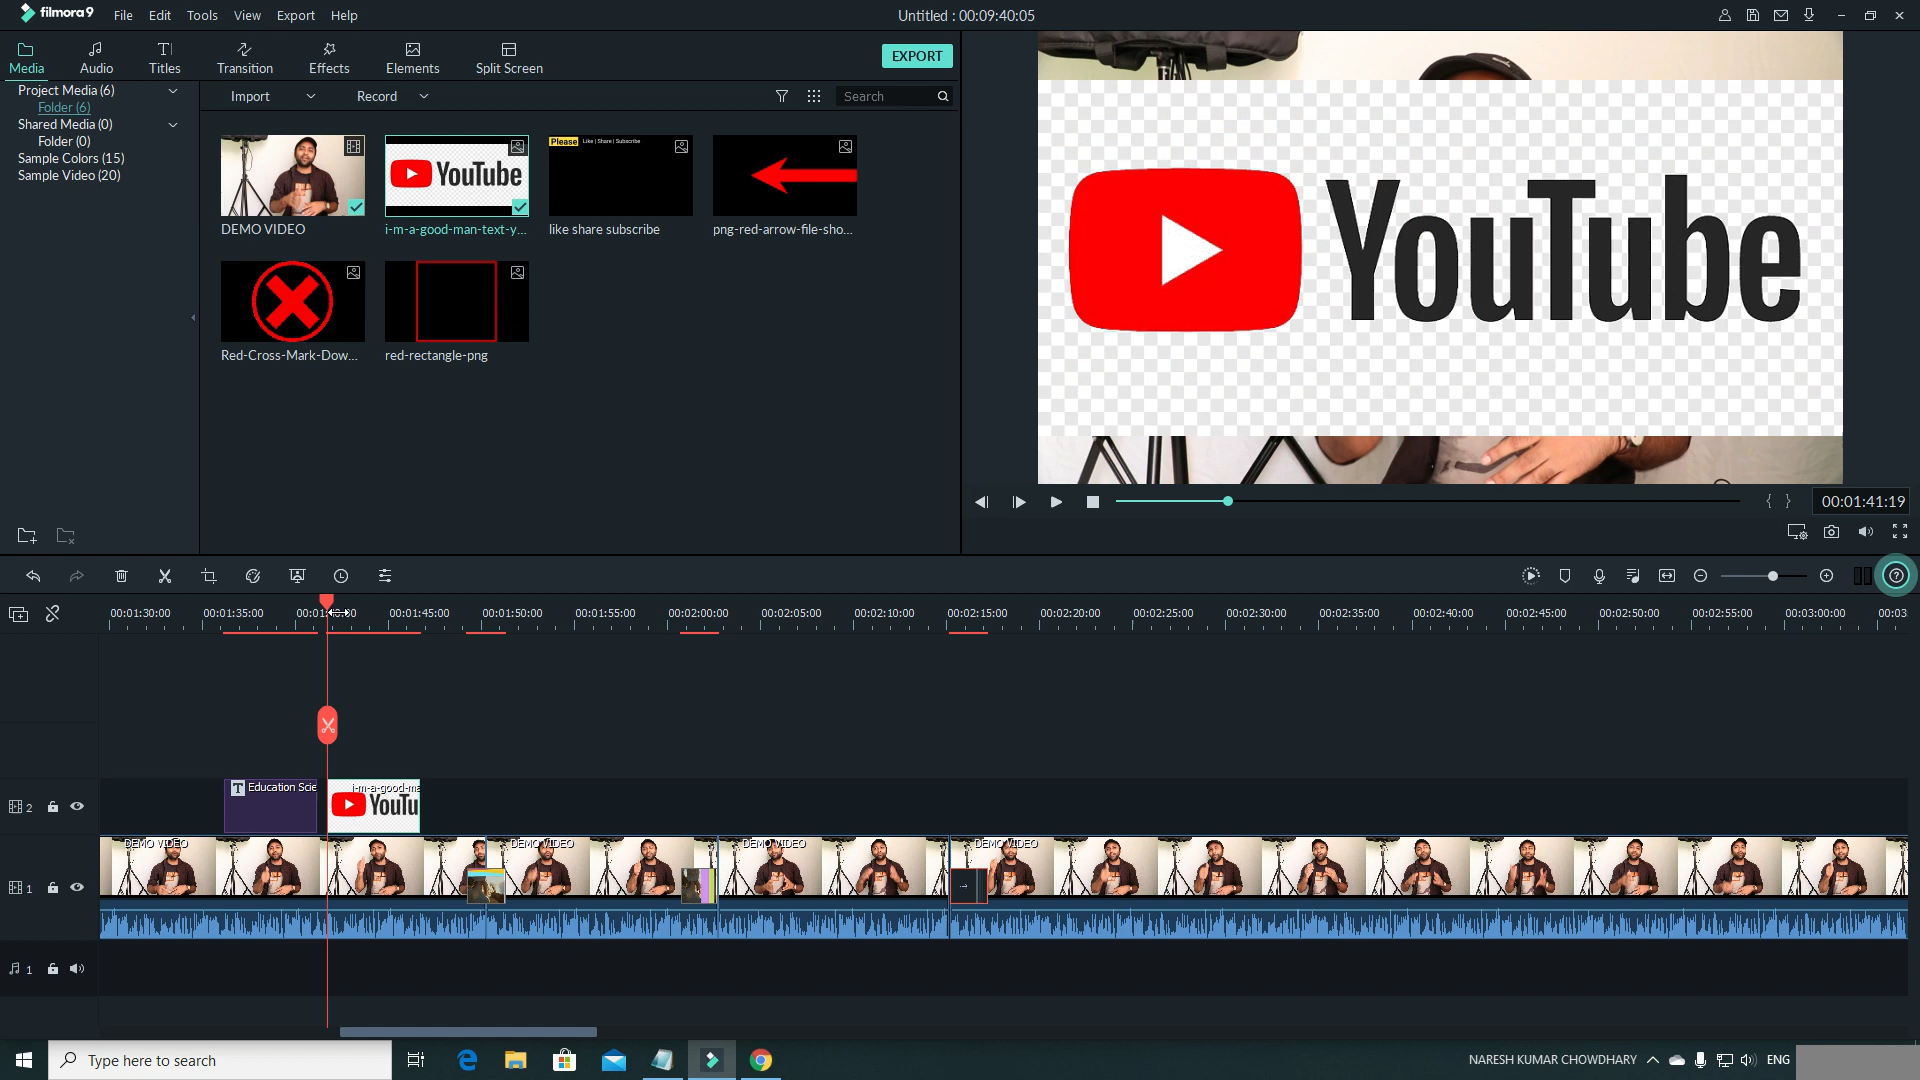 filmora9 File Edit Tools View Export Help
Untitled : 00:09:40:05
Media Audio Titles Transition Effects Elements Split Screen
EXPORT
Project Media (6)
Folder (6)
Shared Media (0)
Folder (0)
Sample Colors (15)
Sample Video (20)
Import Record Search
YouTube
Please Like | Share | Subscribe
DEMO VIDEO i-m-a-good-man-text-y... like share subscribe png-red-arrow-file-sho...
Red-Cross-Mark-Dow... red-rectangle-png
YouTube
00:01:41:19
00:01:30:00 00:01:35:00 00:01:45:00 00:01:50:00 00:01:55:00 00:02:00:00 00:02:05:00 00:02:10:00 00:02:15:00 00:02:20:00 00:02:25:00 00:02:30:00 00:02:35:00 00:02:40:00 00:02:45:00 00:02:50:00 00:02:55:00 00:03:00:00 00:03:
2 T Education Scie i-m-a-good-ma
YouTu
DEMO VIDEO DEMO VIDEO DEMO VIDEO DEMO VIDEO
1
1
Type here to search
NARESH KUMAR CHOWDHARY ENG